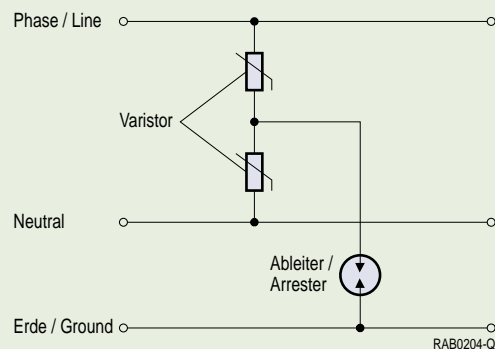 Phase / Line
Varistor
Neutral
Ableiter /
Arrester
Erde / Ground
RAB0204-Q